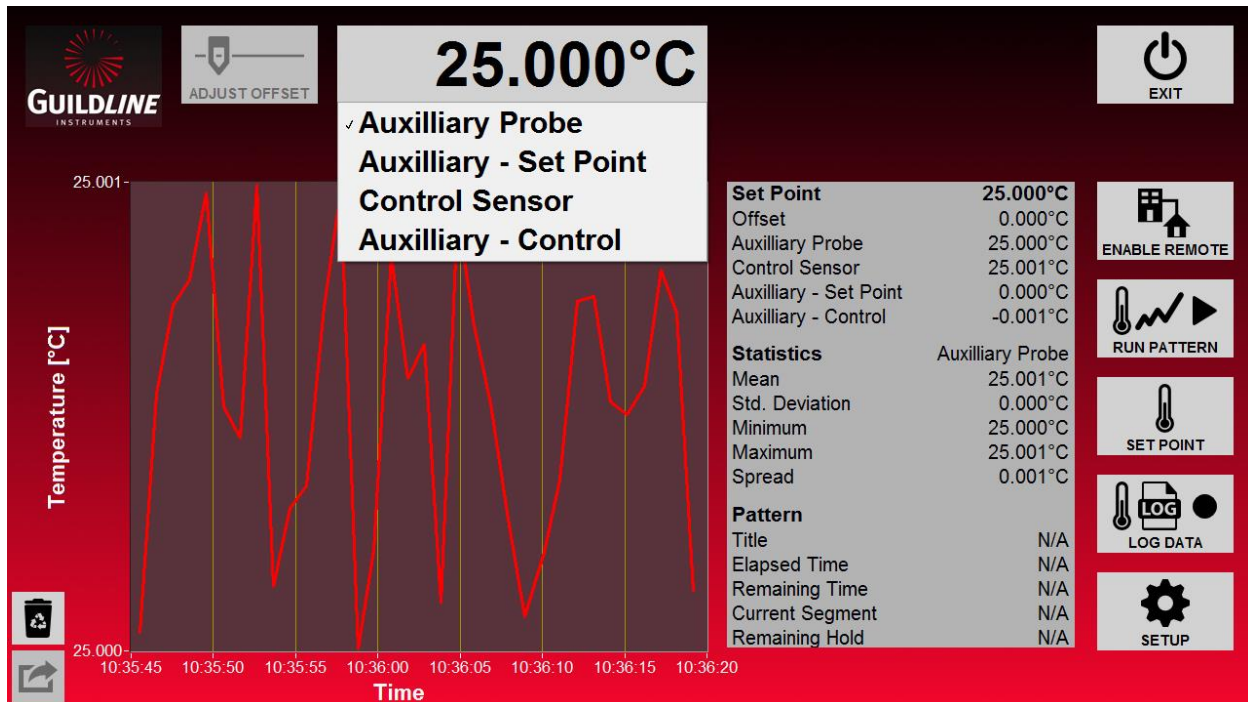 GUILDLINE
INSTRUMENTS
ADJUST OFFSET
25.000°C
✓ Auxilliary Probe
Auxilliary - Set Point
Control Sensor
Auxilliary - Control
EXIT
25.001
Temperature [°C]
25.000
10:35:45 10:35:50 10:35:55 10:36:00 10:36:05 10:36:10 10:36:15 10:36:20
Time
Set Point 25.000°C
Offset 0.000°C
Auxilliary Probe 25.000°C
Control Sensor 25.001°C
Auxilliary - Set Point 0.000°C
Auxilliary - Control -0.001°C
Statistics Auxilliary Probe
Mean 25.001°C
Std. Deviation 0.000°C
Minimum 25.000°C
Maximum 25.001°C
Spread 0.001°C
Pattern
Title N/A
Elapsed Time N/A
Remaining Time N/A
Current Segment N/A
Remaining Hold N/A
ENABLE REMOTE
RUN PATTERN
SET POINT
LOG
LOG DATA
SETUP